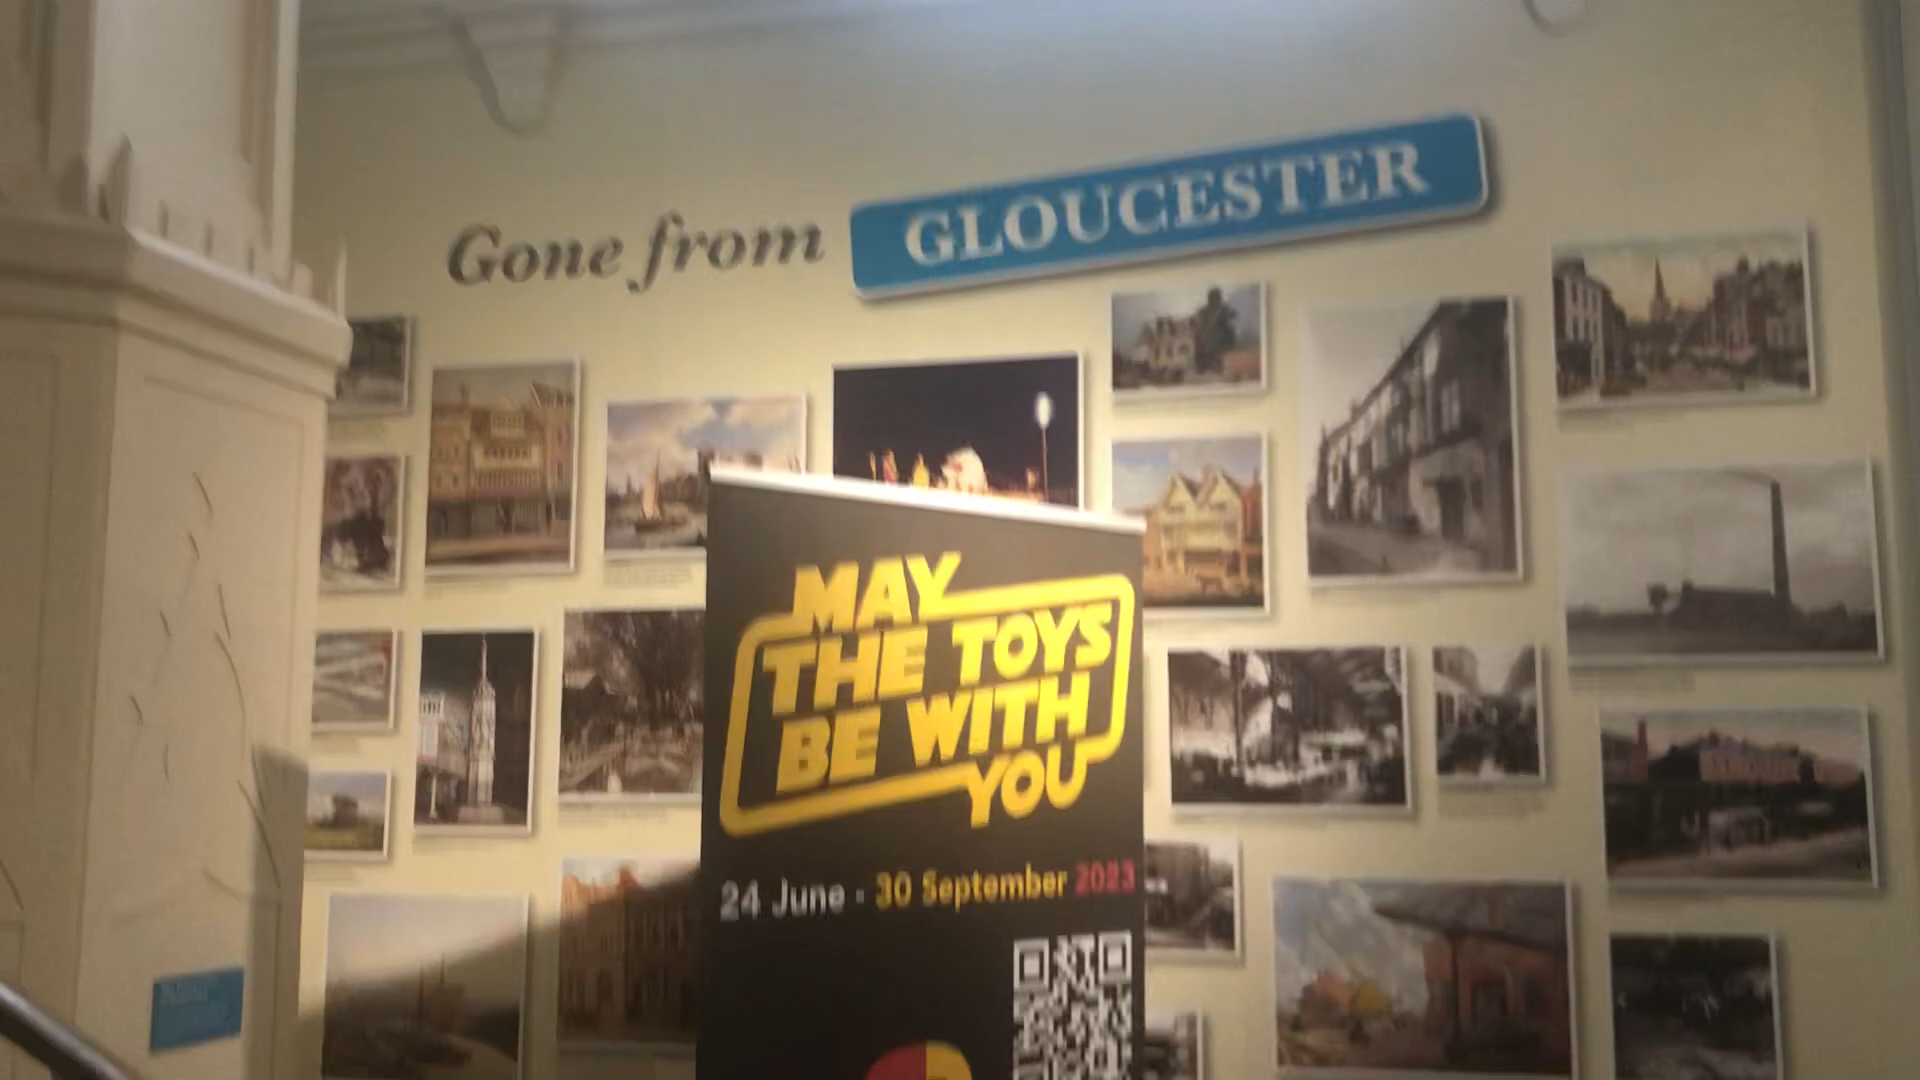 Gone from GLOUCESTER
MAY
THE TOYS
BE WITH
YOU
24 June - 30 September 2023